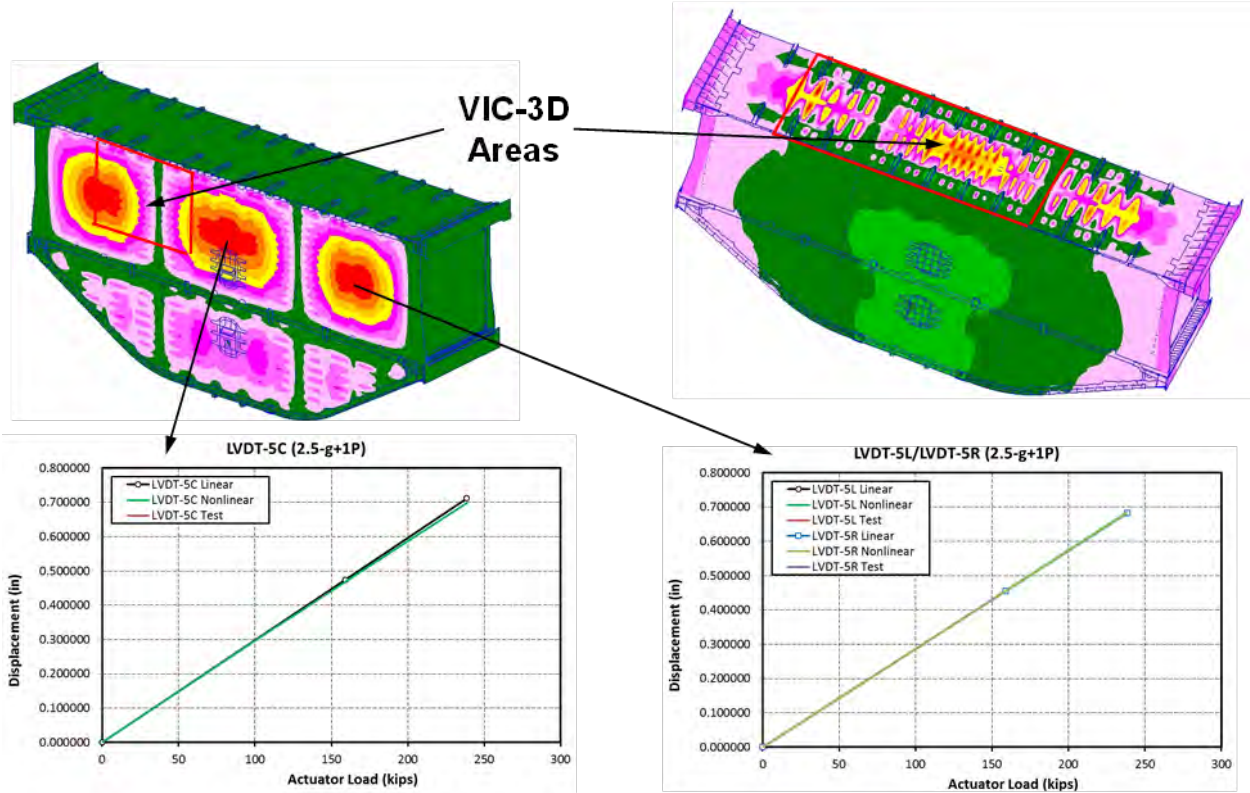 VIC-3D
Areas
LVDT-5C (2.5-g+1P)
LVDT-5C Linear
LVDT-5C Nonlinear
LVDT-5C Test
0.800000
0.700000
0.600000
0.500000
0.400000
0.300000
0.200000
0.100000
0.000000
Displacement (in)
0 50 100 150 200 250 300
Actuator Load (kips)
LVDT-5L/LVDT-5R (2.5-g+1P)
LVDT-5L Linear
LVDT-5L Nonlinear
LVDT-5L Test
LVDT-5R Linear
LVDT-5R Nonlinear
LVDT-5R Test
0.800000
0.700000
0.600000
0.500000
0.400000
0.300000
0.200000
0.100000
0.000000
Displacement (in)
0 50 100 150 200 250 300
Actuator Load (kips)